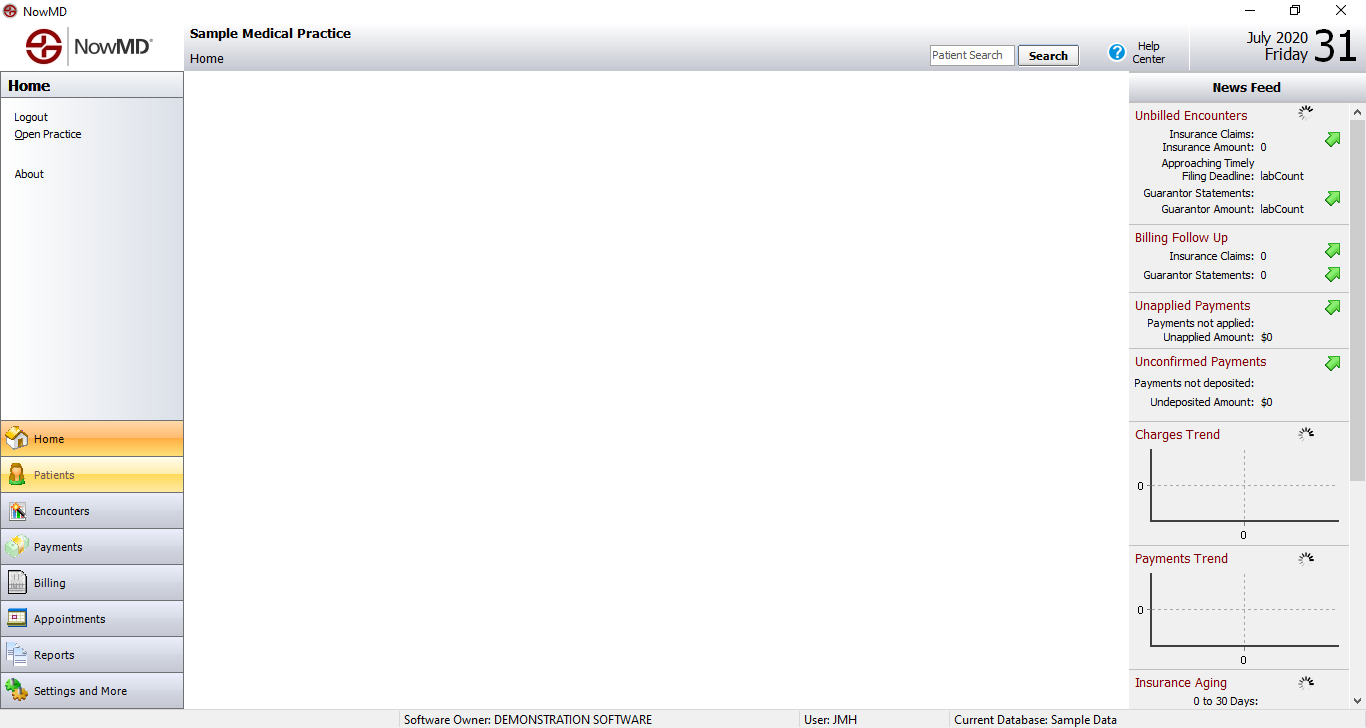 NowMD
NowMD®
Sample Medical Practice
Home
Patient Search
Search
Help
Center
July 2020
Friday
31
Home
Logout
Open Practice
About
Home
Patients
Encounters
Payments
Billing
Appointments
Reports
Settings and More
News Feed
Unbilled Encounters
Insurance Claims:
Insurance Amount: 0
Approaching Timely
Filing Deadline: labCount
Guarantor Statements:
Guarantor Amount: labCount
Billing Follow Up
Insurance Claims: 0
Guarantor Statements: 0
Unapplied Payments
Payments not applied:
Unapplied Amount: $0
Unconfirmed Payments
Payments not deposited:
Undeposited Amount: $0
Charges Trend
0
0
Payments Trend
0
0
Insurance Aging
0 to 30 Days:
Software Owner: DEMONSTRATION SOFTWARE
User: JMH
Current Database: Sample Data